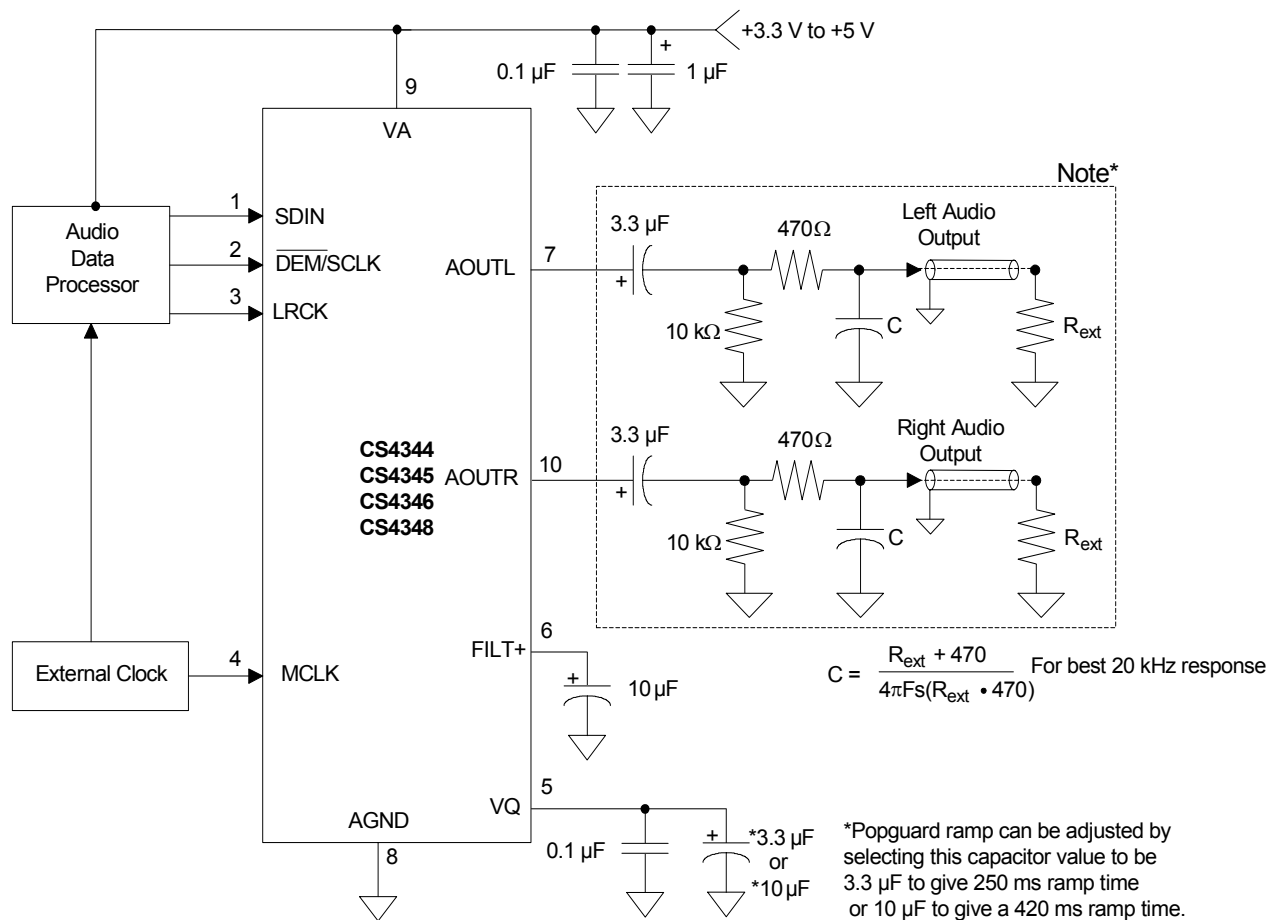 +3.3 V to +5 V
0.1 µF
+
1 µF
9
VA
Note*
Audio
Data
Processor
1
SDIN
2
DEM/SCLK
3
LRCK
AOUTL
7
3.3 µF
+
470Ω
10 kΩ
C
Left Audio
Output
Rext
CS4344
CS4345
CS4346
CS4348
AOUTR
10
3.3 µF
+
470Ω
10 kΩ
C
Right Audio
Output
Rext
External Clock
4
MCLK
FILT+
6
+
10 µF
C = Rext + 470
4πFs(Rext • 470)
For best 20 kHz response
VQ
5
0.1 µF
+
*3.3 µF
or
*10 µF
AGND
8
*Popguard ramp can be adjusted by
selecting this capacitor value to be
3.3 µF to give 250 ms ramp time
or 10 µF to give a 420 ms ramp time.